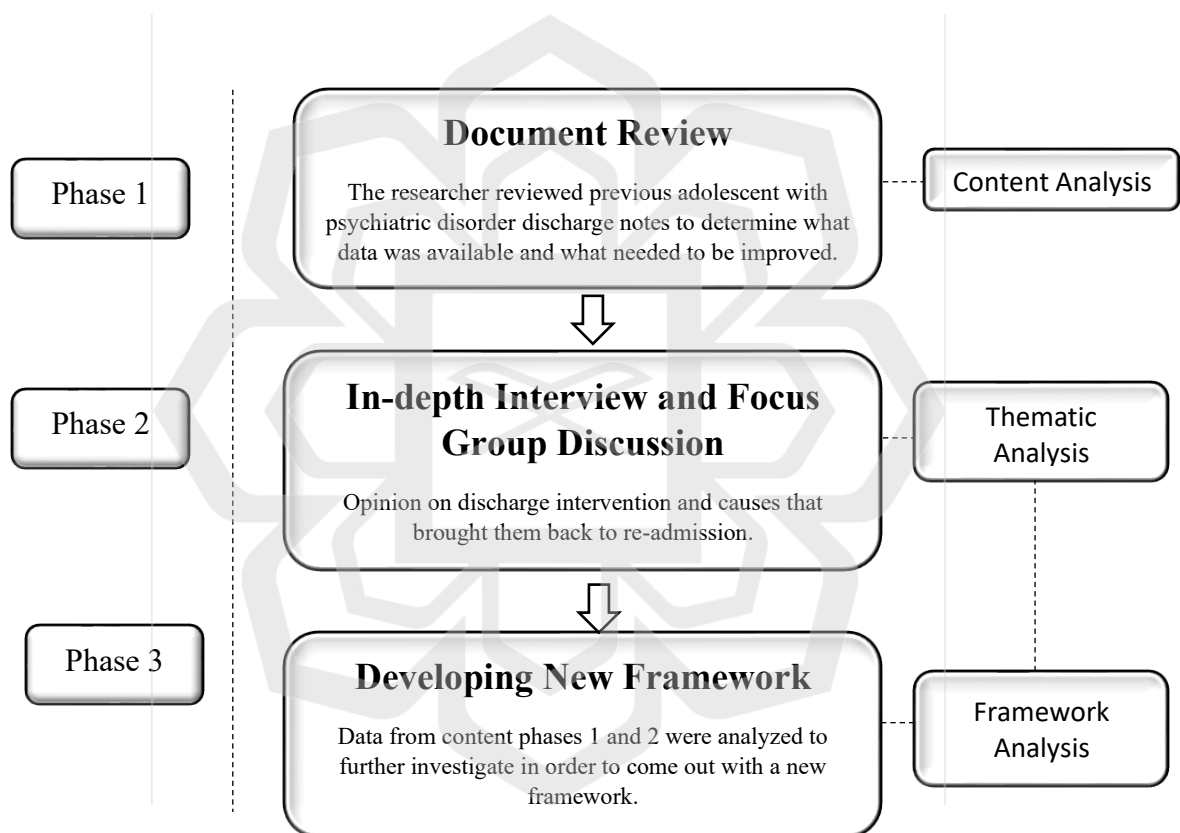 Phase 1
Document Review
The researcher reviewed previous adolescent with
psychiatric disorder discharge notes to determine what
data was available and what needed to be improved.
Content Analysis
Phase 2
In-depth Interview and Focus
Group Discussion
Opinion on discharge intervention and causes that
brought them back to re-admission.
Thematic
Analysis
Phase 3
Developing New Framework
Data from content phases 1 and 2 were analyzed to
further investigate in order to come out with a new
framework.
Framework
Analysis